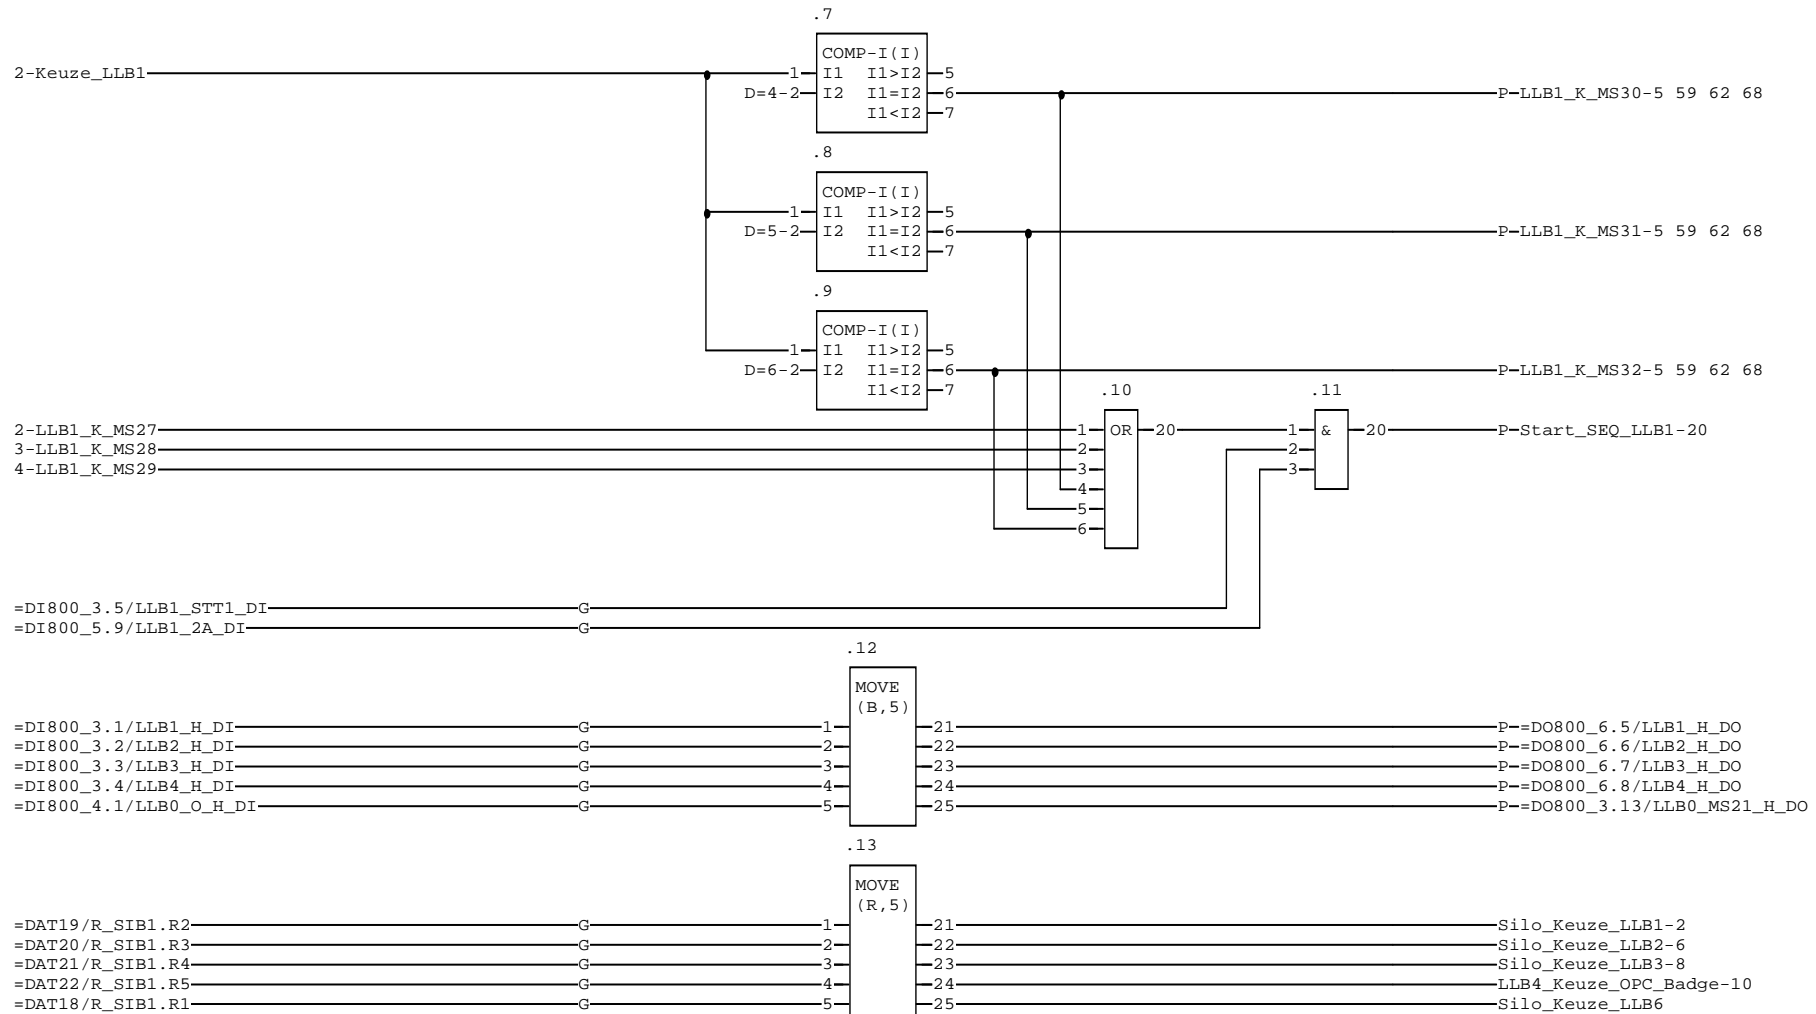 .7
COMP-I(I)
2-Keuze_LLB1 1 I1 I1>I2 5
D=4-2 I2 I1=I2 6 P-LLB1_K_MS30-5 59 62 68
I1<I2 7
.8
COMP-I(I)
1 I1 I1>I2 5
D=5-2 I2 I1=I2 6 P-LLB1_K_MS31-5 59 62 68
I1<I2 7
.9
COMP-I(I)
1 I1 I1>I2 5
D=6-2 I2 I1=I2 6 P-LLB1_K_MS32-5 59 62 68
I1<I2 7
.10 .11
2-LLB1_K_MS27 1 OR 20 1 & 20 P-Start_SEQ_LLB1-20
3-LLB1_K_MS28 2 2
4-LLB1_K_MS29 3 3
4
5
6
=DI800_3.5/LLB1_STT1_DI G
=DI800_5.9/LLB1_2A_DI G
.12
MOVE
(B,5)
=DI800_3.1/LLB1_H_DI G 1 21 P-=DO800_6.5/LLB1_H_DO
=DI800_3.2/LLB2_H_DI G 2 22 P-=DO800_6.6/LLB2_H_DO
=DI800_3.3/LLB3_H_DI G 3 23 P-=DO800_6.7/LLB3_H_DO
=DI800_3.4/LLB4_H_DI G 4 24 P-=DO800_6.8/LLB4_H_DO
=DI800_4.1/LLB0_O_H_DI G 5 25 P-=DO800_3.13/LLB0_MS21_H_DO
.13
MOVE
(R,5)
=DAT19/R_SIB1.R2 G 1 21 Silo_Keuze_LLB1-2
=DAT20/R_SIB1.R3 G 2 22 Silo_Keuze_LLB2-6
=DAT21/R_SIB1.R4 G 3 23 Silo_Keuze_LLB3-8
=DAT22/R_SIB1.R5 G 4 24 LLB4_Keuze_OPC_Badge-10
=DAT18/R_SIB1.R1 G 5 25 Silo_Keuze_LLB6